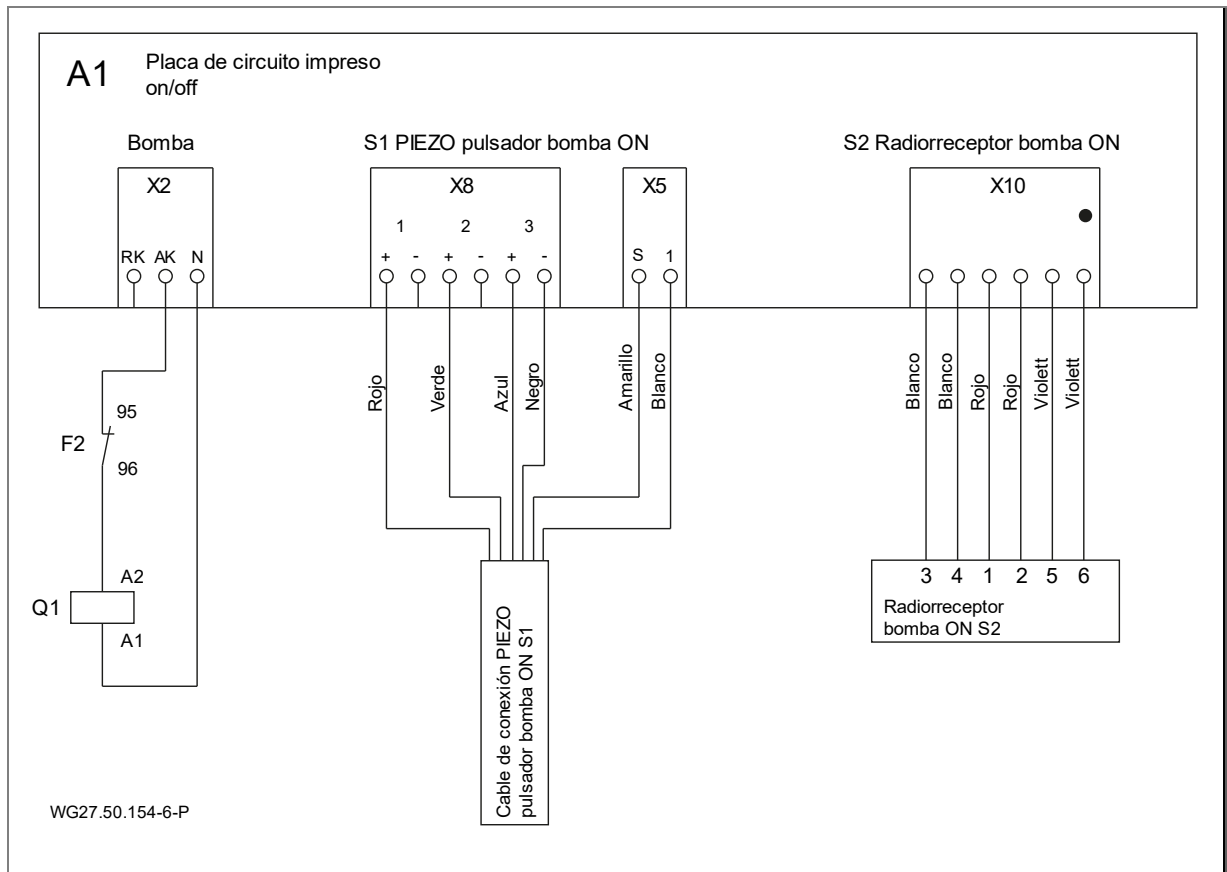 A1
Placa de circuito impreso
on/off
Bomba
S1 PIEZO pulsador bomba ON
S2 Radiorreceptor bomba ON
X2
X8
X5
X10
1 2 3
RK AK N
+ - + - + -
S 1
Rojo
Verde
Azul
Negro
Amarillo
Blanco
Blanco
Blanco
Rojo
Rojo
Violett
Violett
95
F2
96
A2
Q1
A1
Cable de conexión PIEZO
pulsador bomba ON S1
3 4 1 2 5 6
Radiorreceptor
bomba ON S2
WG27.50.154-6-P